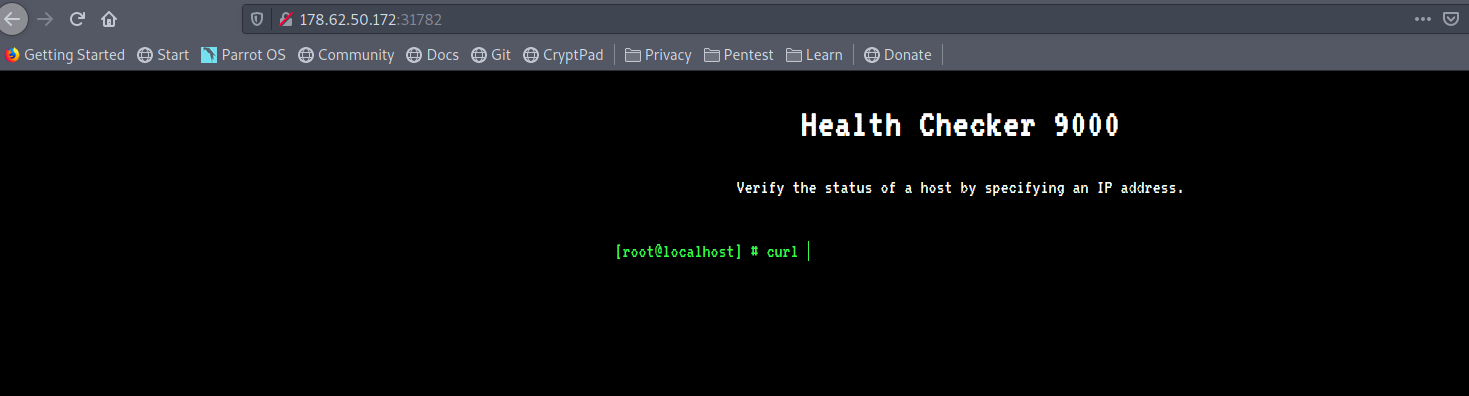 178.62.50.172:31782
Getting Started Start Parrot OS Community Docs Git CryptPad Privacy Pentest Learn Donate
Health Checker 9000
Verify the status of a host by specifying an IP address.
[root@localhost] # curl